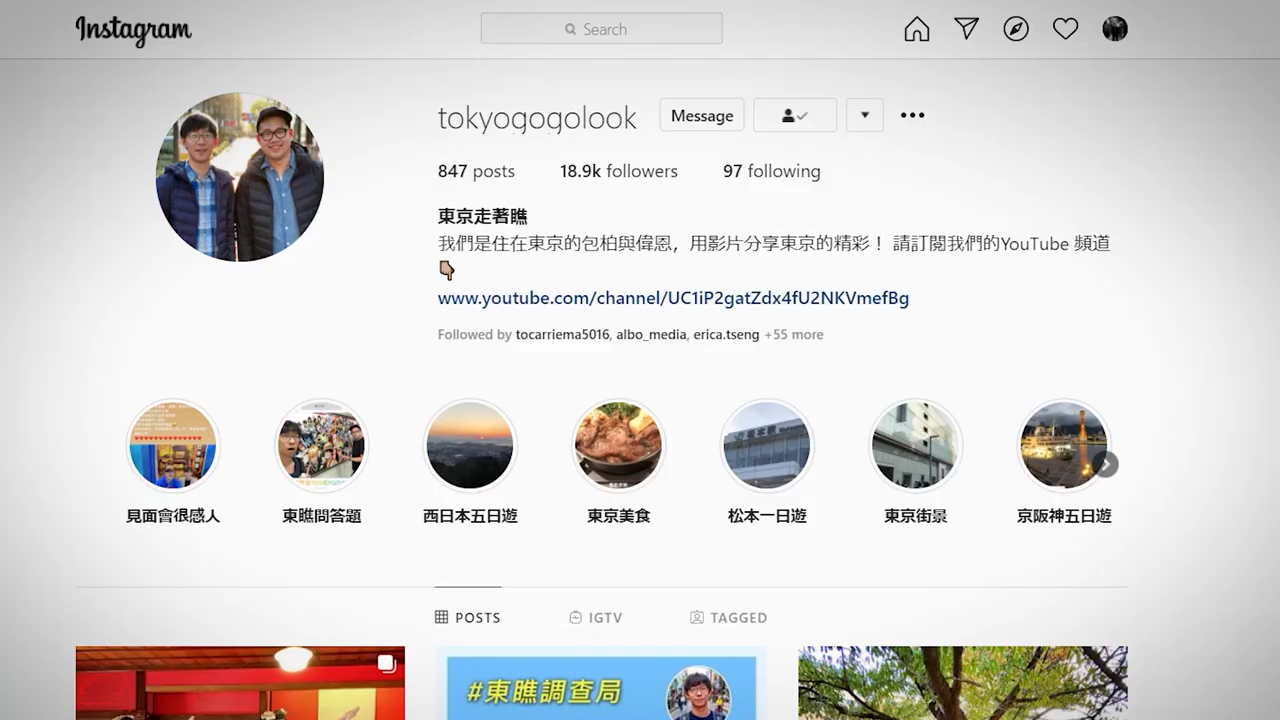 Instagram
Search
tokyogogolook
Message
847 posts 18.9k followers 97 following
東京走著瞧
我們是住在東京的包柏與偉恩，用影片分享東京的精彩！ 請訂閱我們的YouTube 頻道
www.youtube.com/channel/UC1iP2gatZdx4fU2NKVmefBg
Followed by tocarriema5016, albo_media, erica.tseng +55 more
見面會很感人 東瞧問答題 西日本五日遊 東京美食 松本一日遊 東京街景 京阪神五日遊
POSTS IGTV TAGGED
#東瞧調查局